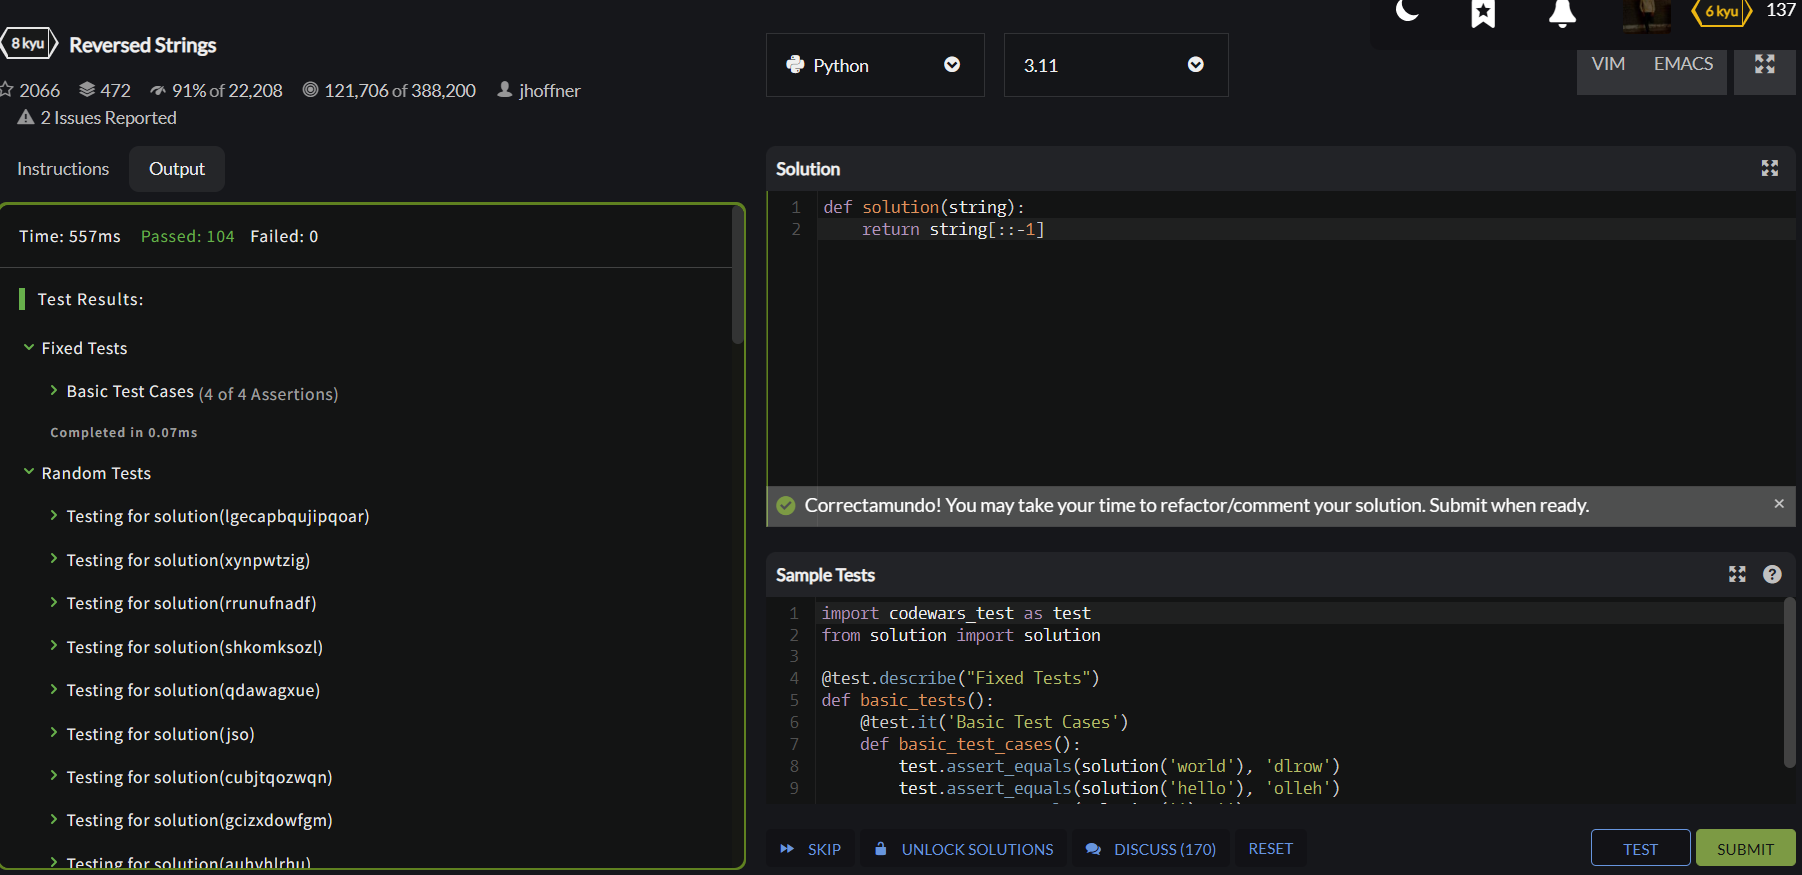 8 kyu Reversed Strings
2066 472 91% of 22,208 121,706 of 388,200 jhoffner
2 Issues Reported
Instructions Output
Time: 557ms Passed: 104 Failed: 0
Test Results:
Fixed Tests
Basic Test Cases (4 of 4 Assertions)
Completed in 0.07ms
Random Tests
Testing for solution(lgecapbqujipqoar)
Testing for solution(xynpwtzig)
Testing for solution(rrunufnadf)
Testing for solution(shkomksozl)
Testing for solution(qdawagxue)
Testing for solution(jso)
Testing for solution(cubjtqozwqn)
Testing for solution(gcizxdowfgm)
Testing for solution(auhyhlrhu)
6 kyu 137
Python 3.11 VIM EMACS
Solution
1 def solution(string):
2 return string[::-1]
Correctamundo! You may take your time to refactor/comment your solution. Submit when ready. ×
Sample Tests ?
1 import codewars_test as test
2 from solution import solution
3
4 @test.describe("Fixed Tests")
5 def basic_tests():
6 @test.it('Basic Test Cases')
7 def basic_test_cases():
8 test.assert_equals(solution('world'), 'dlrow')
9 test.assert_equals(solution('hello'), 'olleh')
SKIP UNLOCK SOLUTIONS DISCUSS (170) RESET TEST SUBMIT